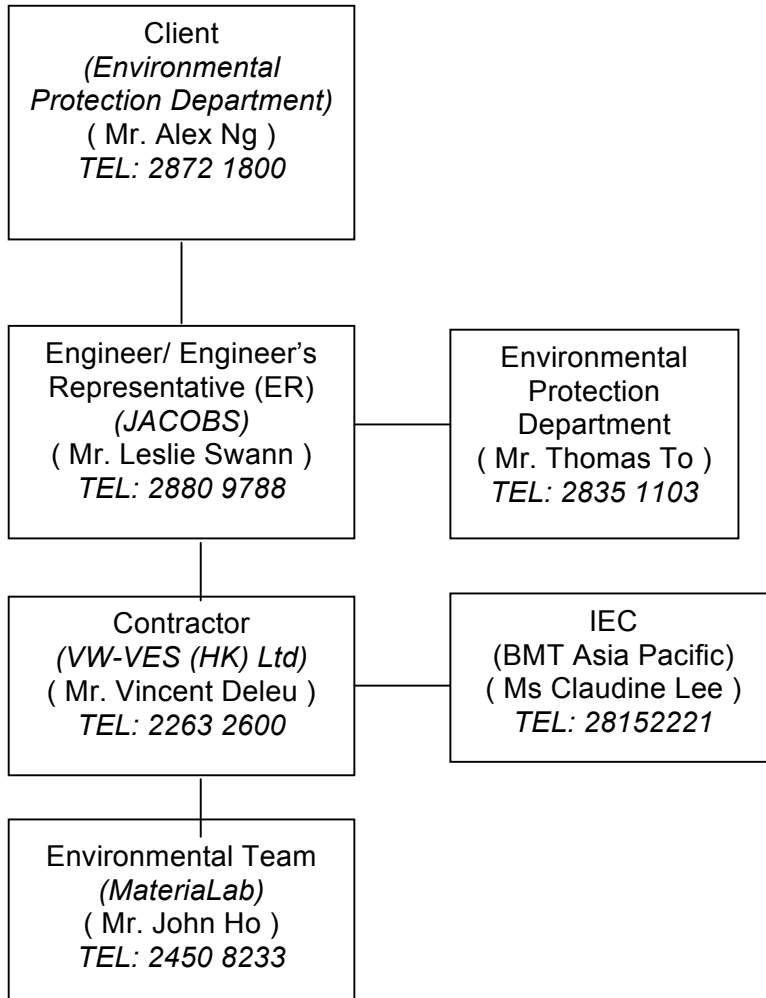 Client
(Environmental
Protection Department)
( Mr. Alex Ng )
TEL: 2872 1800
Engineer/ Engineer’s
Representative (ER)
(JACOBS)
( Mr. Leslie Swann )
TEL: 2880 9788
Environmental
Protection
Department
( Mr. Thomas To )
TEL: 2835 1103
Contractor
(VW-VES (HK) Ltd)
( Mr. Vincent Deleu )
TEL: 2263 2600
IEC
(BMT Asia Pacific)
( Ms Claudine Lee )
TEL: 28152221
Environmental Team
(MateriaLab)
( Mr. John Ho )
TEL: 2450 8233